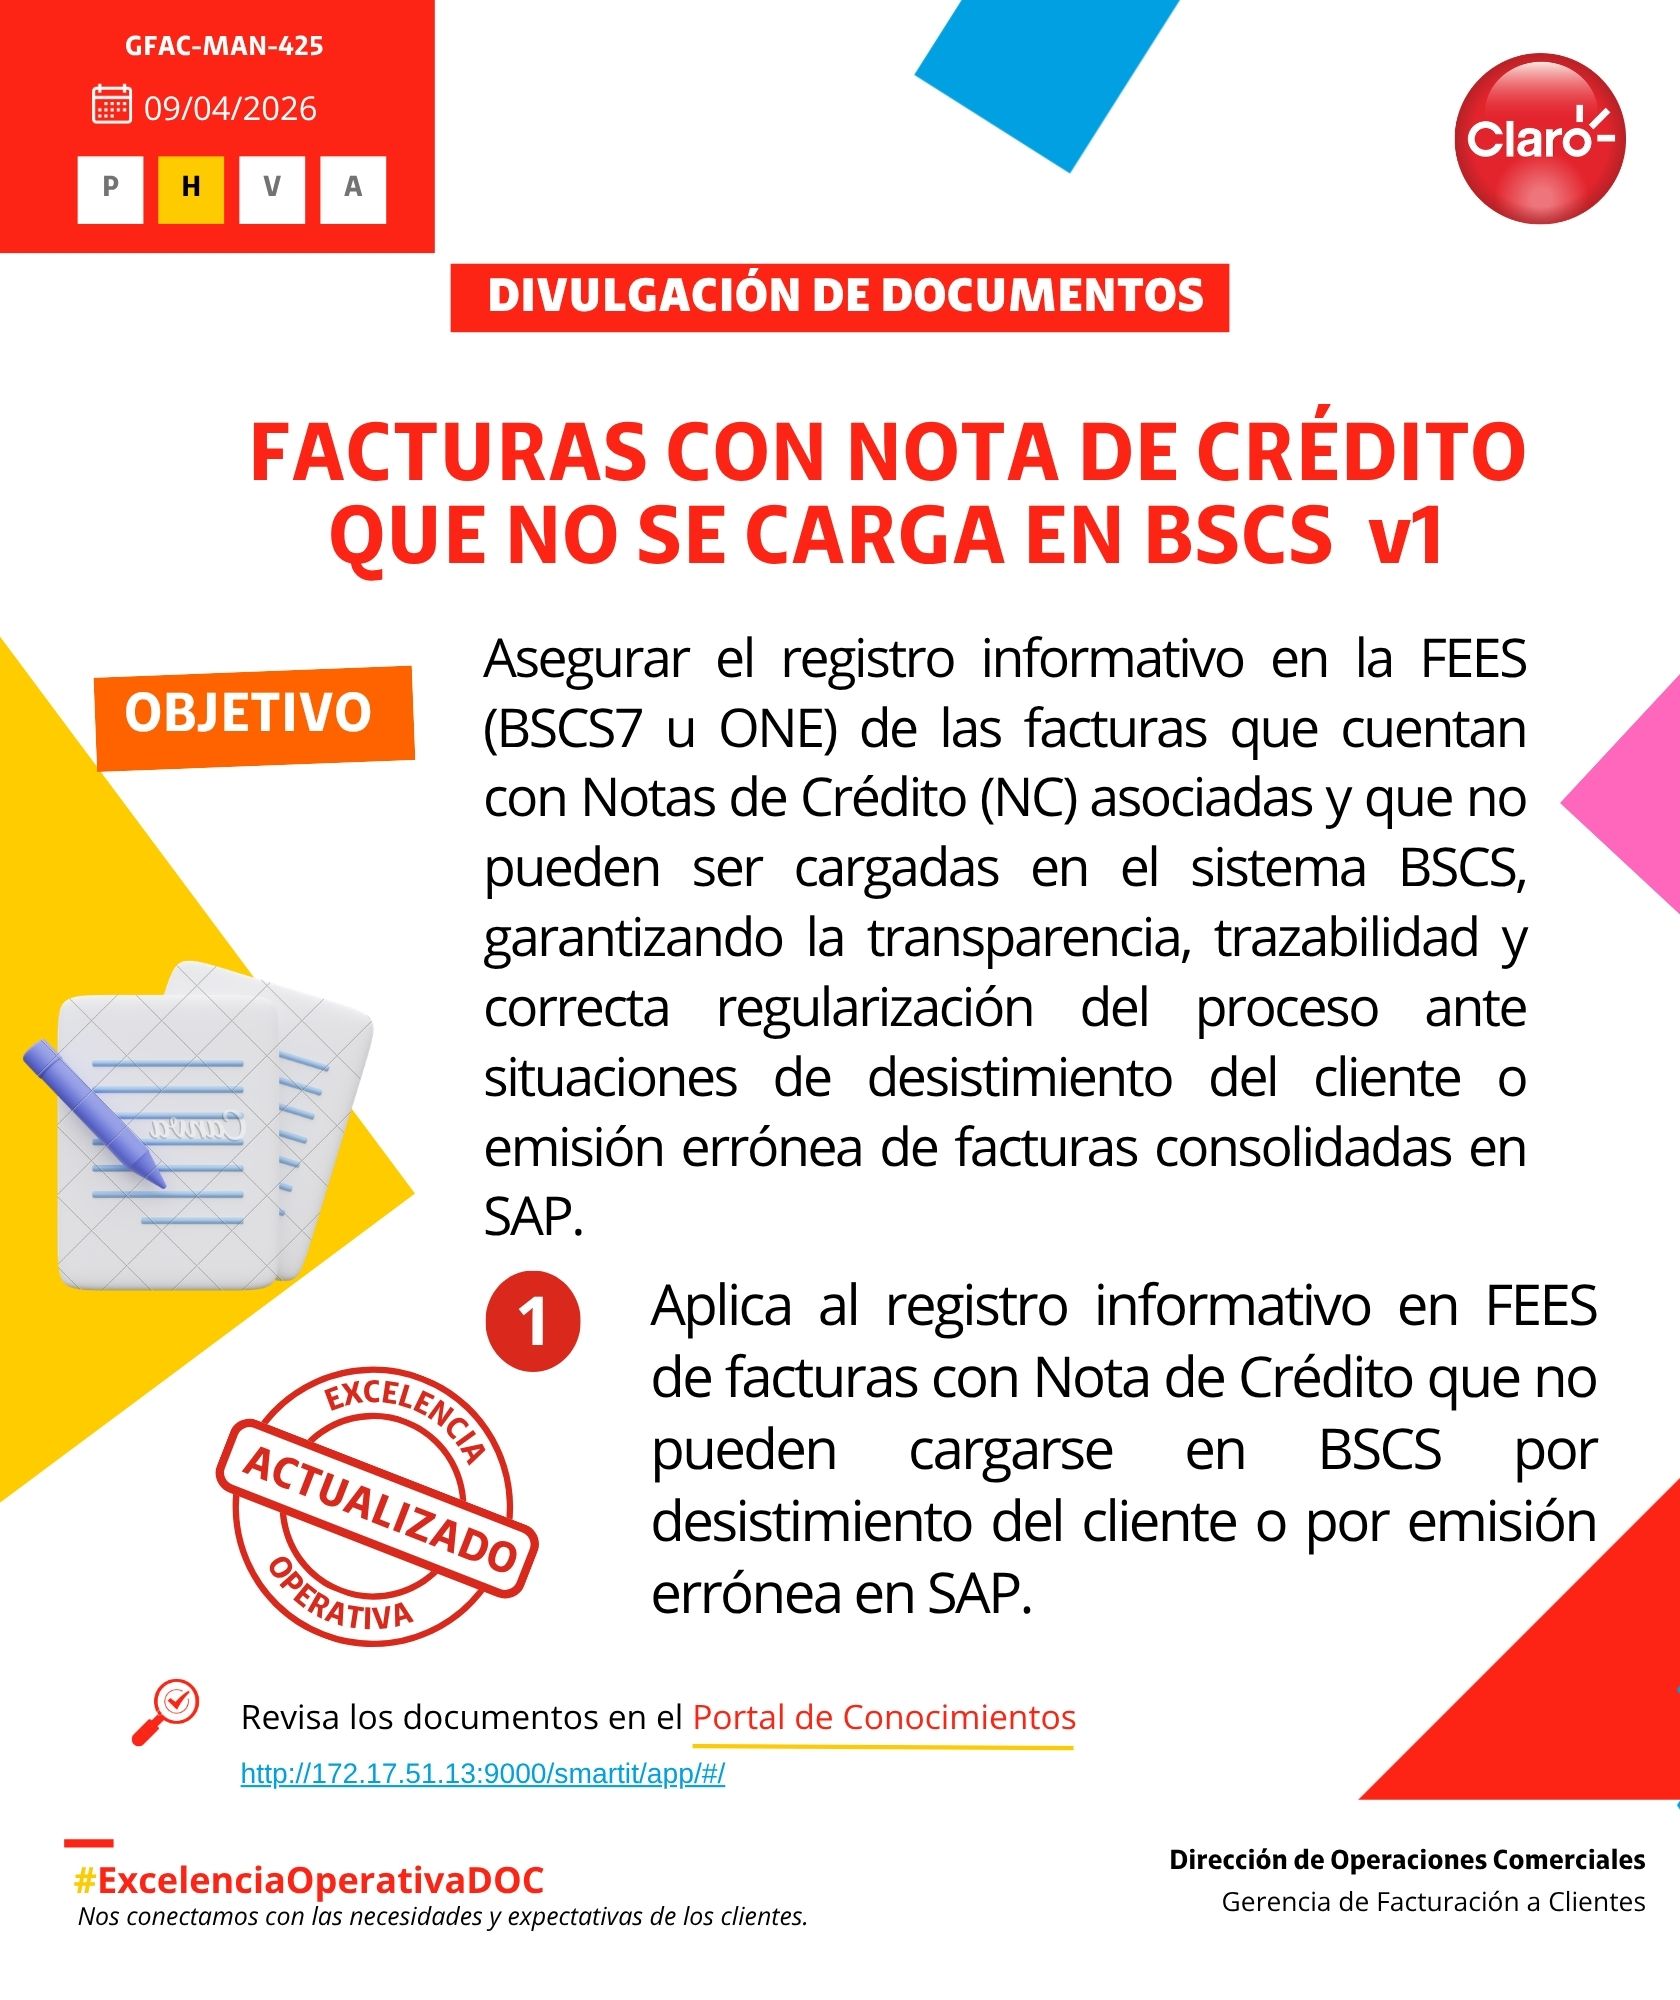 GFAC-MAN-425
09/04/2026
P H V A
Claro
DIVULGACIÓN DE DOCUMENTOS
FACTURAS CON NOTA DE CRÉDITO
QUE NO SE CARGA EN BSCS v1
OBJETIVO
Asegurar el registro informativo en la FEES
(BSCS7 u ONE) de las facturas que cuentan
con Notas de Crédito (NC) asociadas y que no
pueden ser cargadas en el sistema BSCS,
garantizando la transparencia, trazabilidad y
correcta regularización del proceso ante
situaciones de desistimiento del cliente o
emisión errónea de facturas consolidadas en
SAP.
Canva
1
Aplica al registro informativo en FEES
de facturas con Nota de Crédito que no
pueden cargarse en BSCS por
desistimiento del cliente o por emisión
errónea en SAP.
EXCELENCIA
ACTUALIZADO
OPERATIVA
Revisa los documentos en el Portal de Conocimientos
http://172.17.51.13:9000/smartit/app/#/
#ExcelenciaOperativaDOC
Nos conectamos con las necesidades y expectativas de los clientes.
Dirección de Operaciones Comerciales
Gerencia de Facturación a Clientes